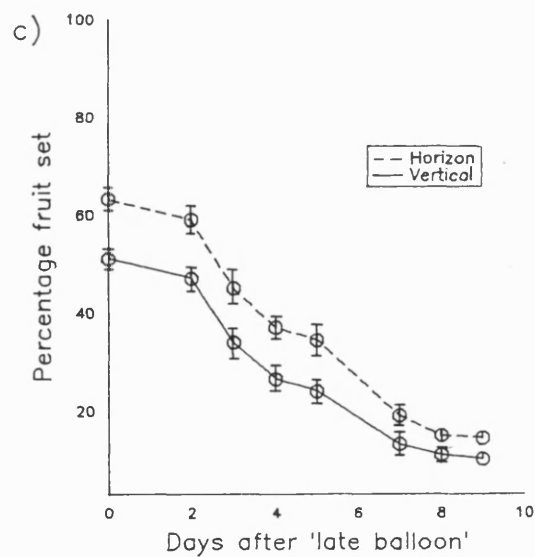 c)
100
80
60
40
20
Percentage fruit set
Horizon
Vertical
0 2 4 6 8 10
Days after 'late balloon'